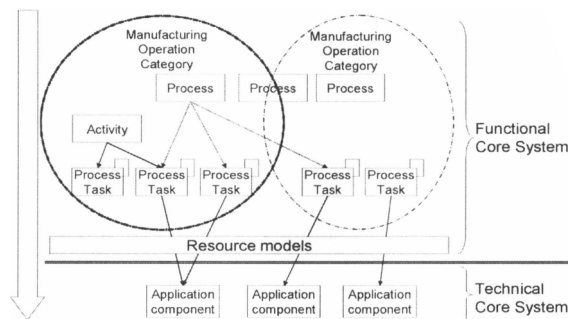 Manufacturing
Operation
Category
Manufacturing
Operation
Category
Process
Process
Process
Activity
Functional
Core System
Process
Task
Process
Task
Process
Task
Process
Task
Process
Task
Resource models
Application
component
Application
component
Application
component
Technical
Core System